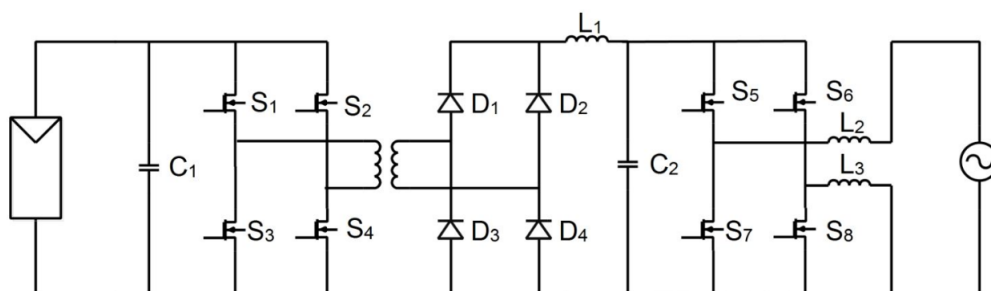 L₁
S₁
S₂
D₁
D₂
S₅
S₆
L₂
C₁
C₂
L₃
S₃
S₄
D₃
D₄
S₇
S₈